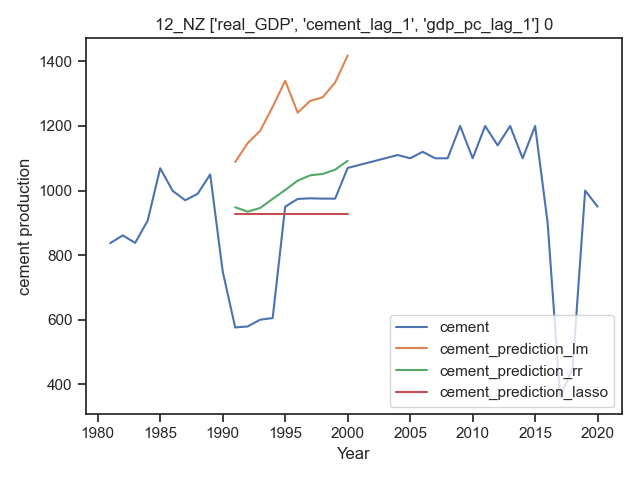 12_NZ ['real_GDP', 'cement_lag_1', 'gdp_pc_lag_1'] 0
cement production
1400
1200
1000
800
600
400
cement
cement_prediction_lm
cement_prediction_rr
cement_prediction_lasso
1980 1985 1990 1995 2000 2005 2010 2015 2020
Year